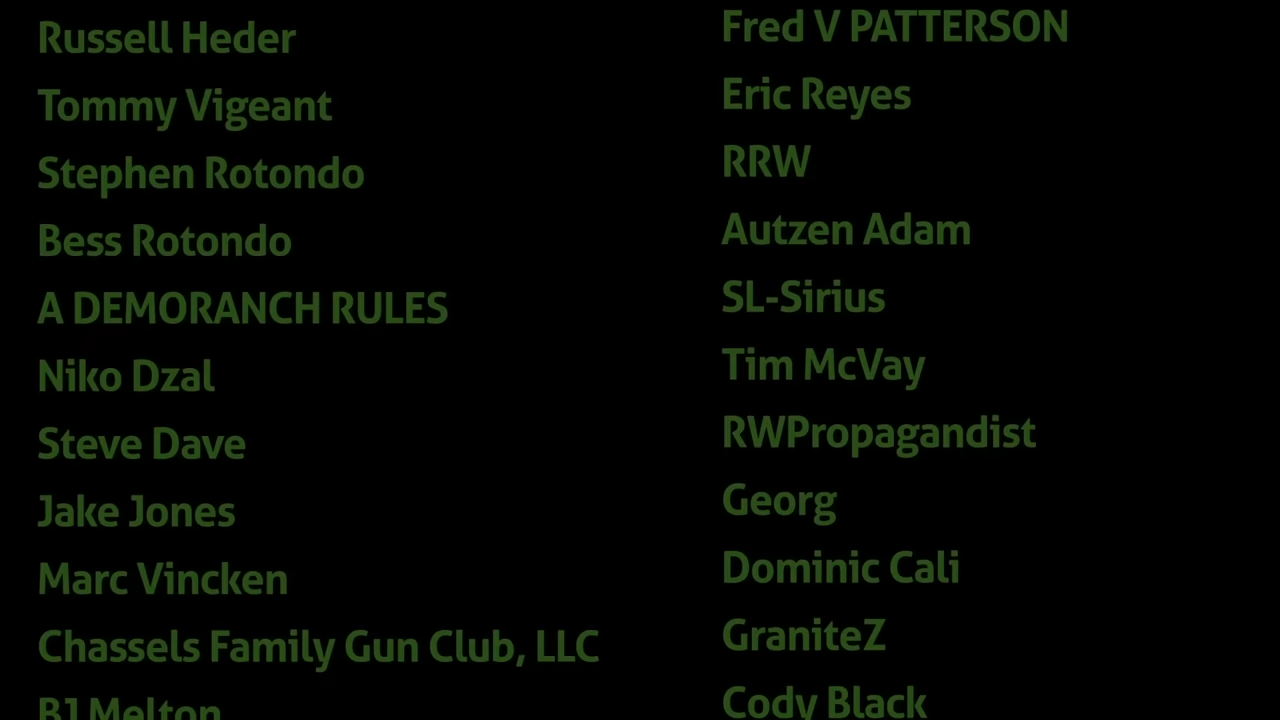 Russell Heder
Tommy Vigeant
Stephen Rotondo
Bess Rotondo
A DEMORANCH RULES
Niko Dzal
Steve Dave
Jake Jones
Marc Vincken
Chassels Family Gun Club, LLC
BJ Melton
Fred V PATTERSON
Eric Reyes
RRW
Autzen Adam
SL-Sirius
Tim McVay
RWPropagandist
Georg
Dominic Cali
GraniteZ
Cody Black